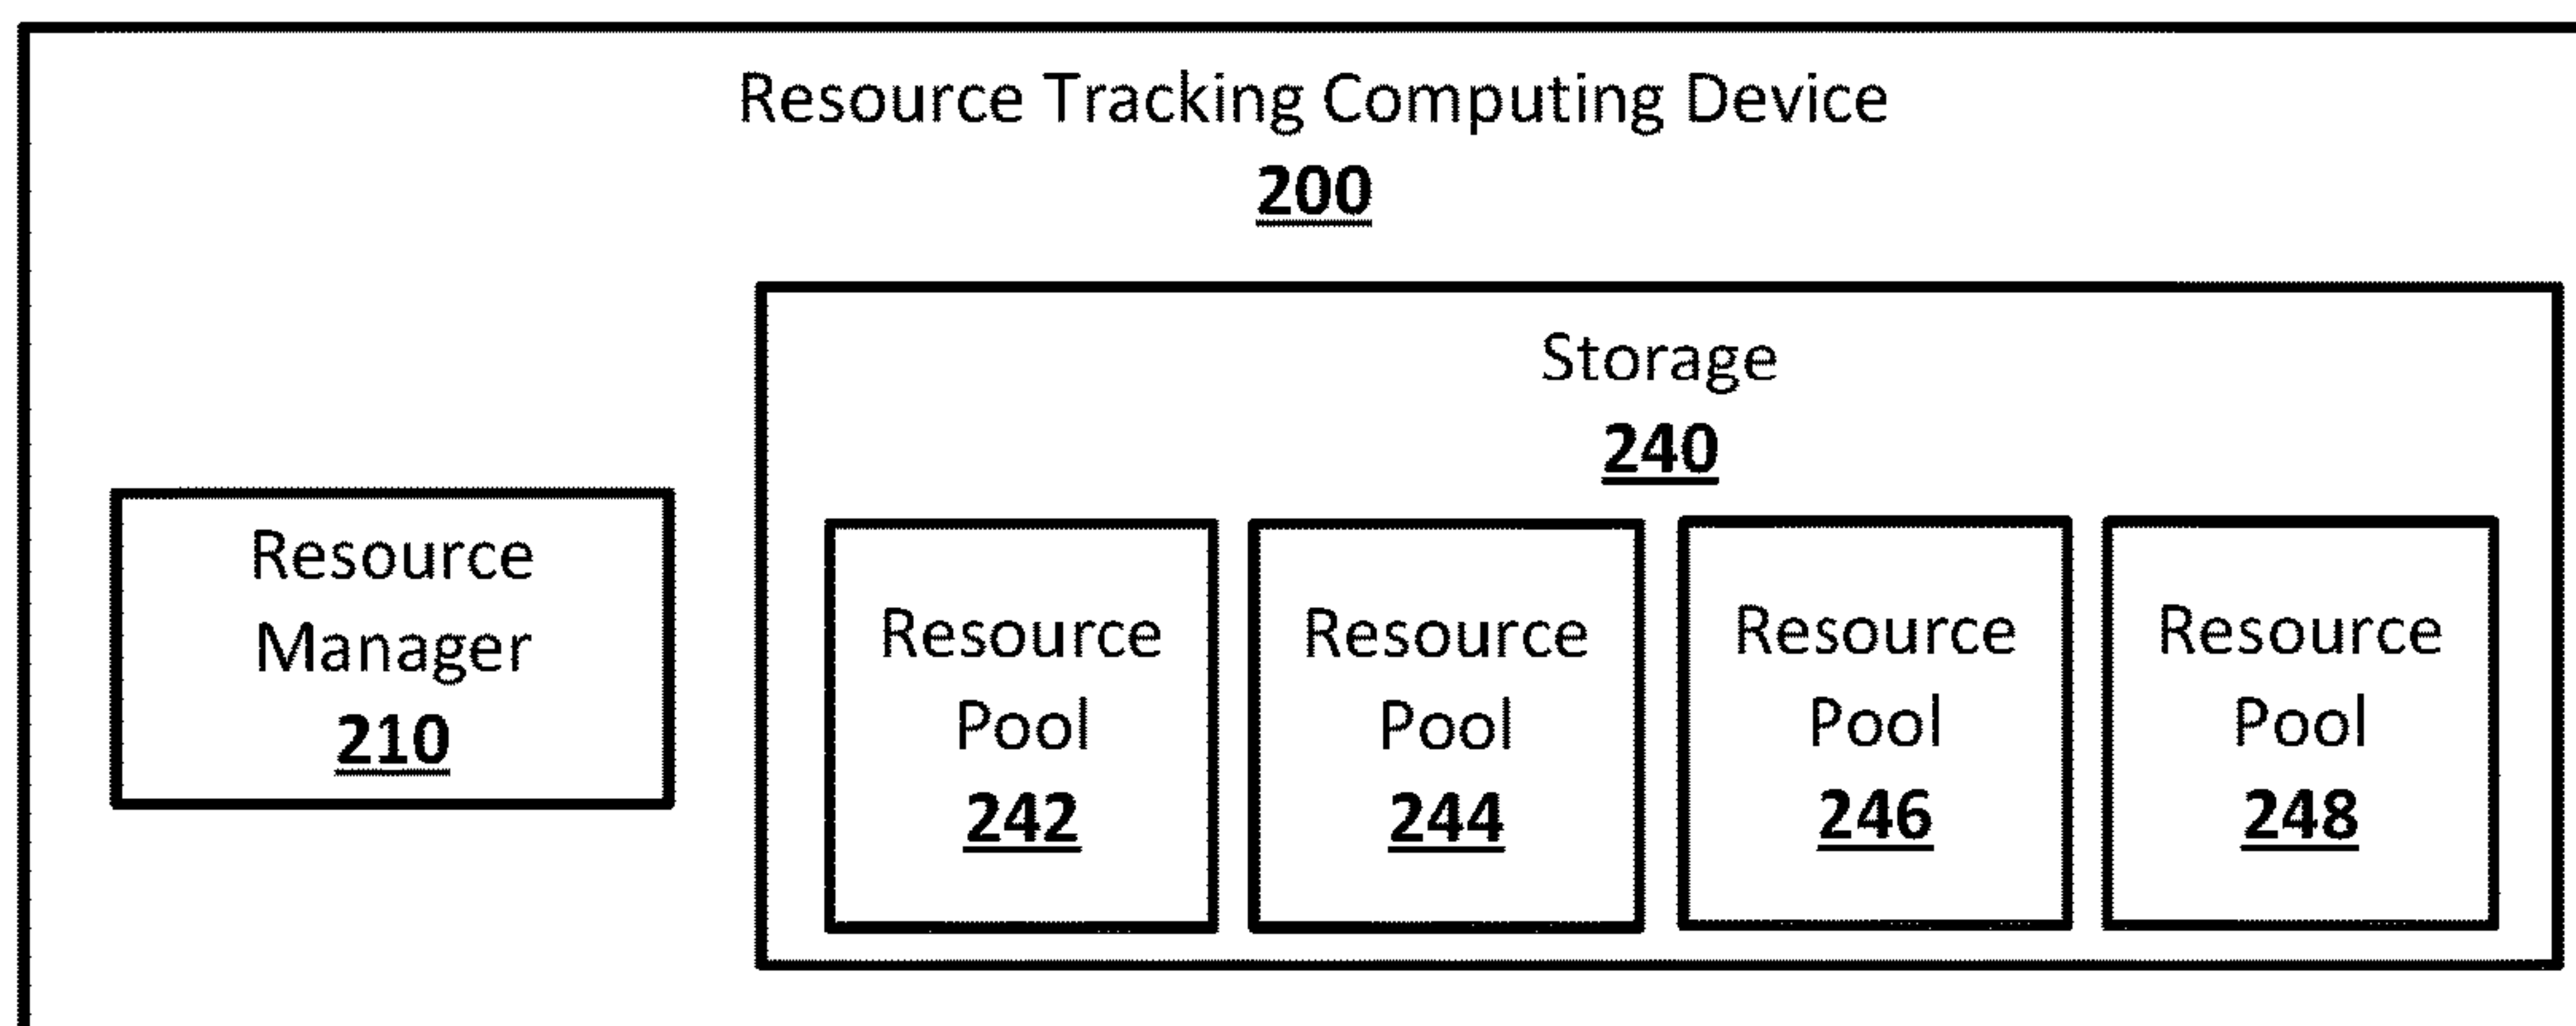 Resource Tracking Computing Device
200
Storage
240
Resource
Manager
210
Resource
Pool
242
Resource
Pool
244
Resource
Pool
246
Resource
Pool
248